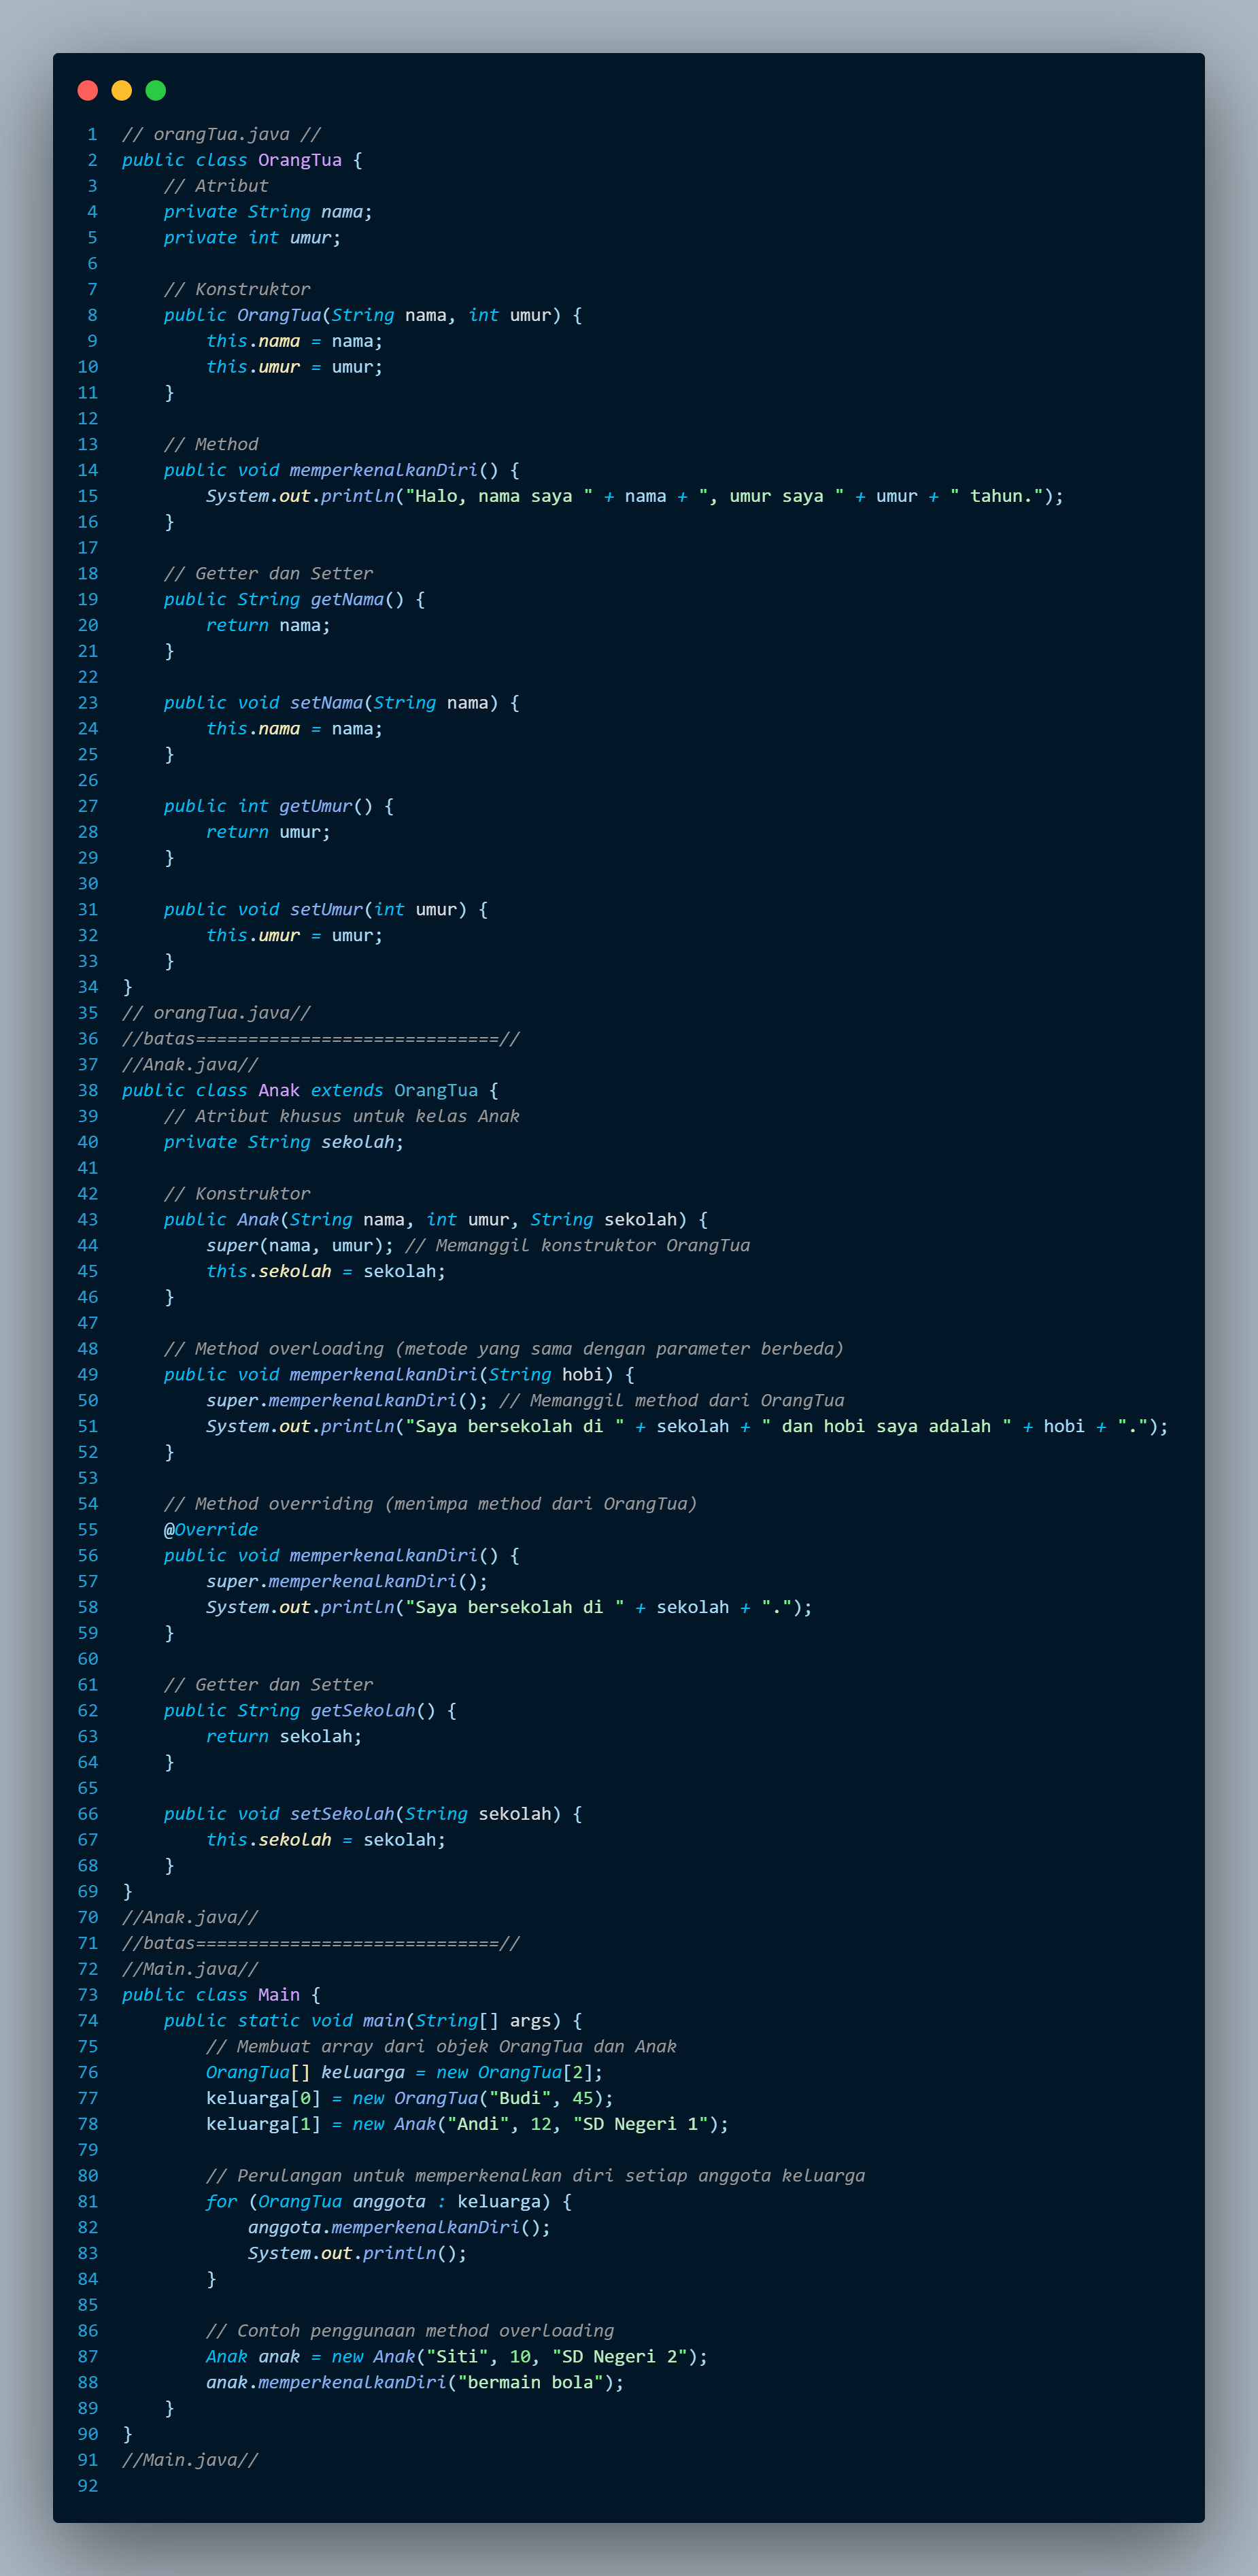 1 // orangTua.java //
2 public class OrangTua {
3     // Atribut
4     private String nama;
5     private int umur;
6
7     // Konstruktor
8     public OrangTua(String nama, int umur) {
9         this.nama = nama;
10         this.umur = umur;
11     }
12
13     // Method
14     public void memperkenalkanDiri() {
15         System.out.println("Halo, nama saya " + nama + ", umur saya " + umur + " tahun.");
16     }
17
18     // Getter dan Setter
19     public String getNama() {
20         return nama;
21     }
22
23     public void setNama(String nama) {
24         this.nama = nama;
25     }
26
27     public int getUmur() {
28         return umur;
29     }
30
31     public void setUmur(int umur) {
32         this.umur = umur;
33     }
34 }
35 // orangTua.java//
36 //batas=============================//
37 //Anak.java//
38 public class Anak extends OrangTua {
39     // Atribut khusus untuk kelas Anak
40     private String sekolah;
41
42     // Konstruktor
43     public Anak(String nama, int umur, String sekolah) {
44         super(nama, umur); // Memanggil konstruktor OrangTua
45         this.sekolah = sekolah;
46     }
47
48     // Method overloading (metode yang sama dengan parameter berbeda)
49     public void memperkenalkanDiri(String hobi) {
50         super.memperkenalkanDiri(); // Memanggil method dari OrangTua
51         System.out.println("Saya bersekolah di " + sekolah + " dan hobi saya adalah " + hobi + ".");
52     }
53
54     // Method overriding (menimpa method dari OrangTua)
55     @Override
56     public void memperkenalkanDiri() {
57         super.memperkenalkanDiri();
58         System.out.println("Saya bersekolah di " + sekolah + ".");
59     }
60
61     // Getter dan Setter
62     public String getSekolah() {
63         return sekolah;
64     }
65
66     public void setSekolah(String sekolah) {
67         this.sekolah = sekolah;
68     }
69 }
70 //Anak.java//
71 //batas=============================//
72 //Main.java//
73 public class Main {
74     public static void main(String[] args) {
75         // Membuat array dari objek OrangTua dan Anak
76         OrangTua[] keluarga = new OrangTua[2];
77         keluarga[0] = new OrangTua("Budi", 45);
78         keluarga[1] = new Anak("Andi", 12, "SD Negeri 1");
79
80         // Perulangan untuk memperkenalkan diri setiap anggota keluarga
81         for (OrangTua anggota : keluarga) {
82             anggota.memperkenalkanDiri();
83             System.out.println();
84         }
85
86         // Contoh penggunaan method overloading
87         Anak anak = new Anak("Siti", 10, "SD Negeri 2");
88         anak.memperkenalkanDiri("bermain bola");
89     }
90 }
91 //Main.java//
92